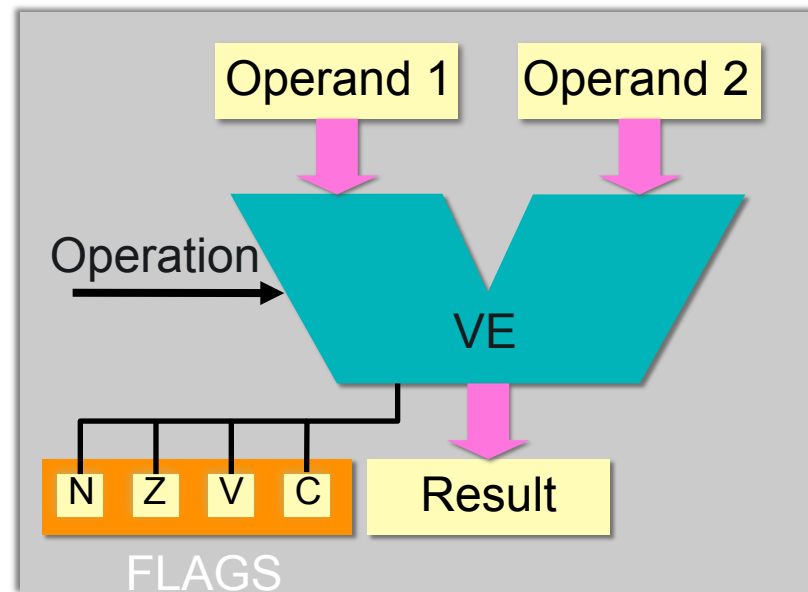 Operand 1
Operand 2
Operation
VE
N Z V C
Result
FLAGS